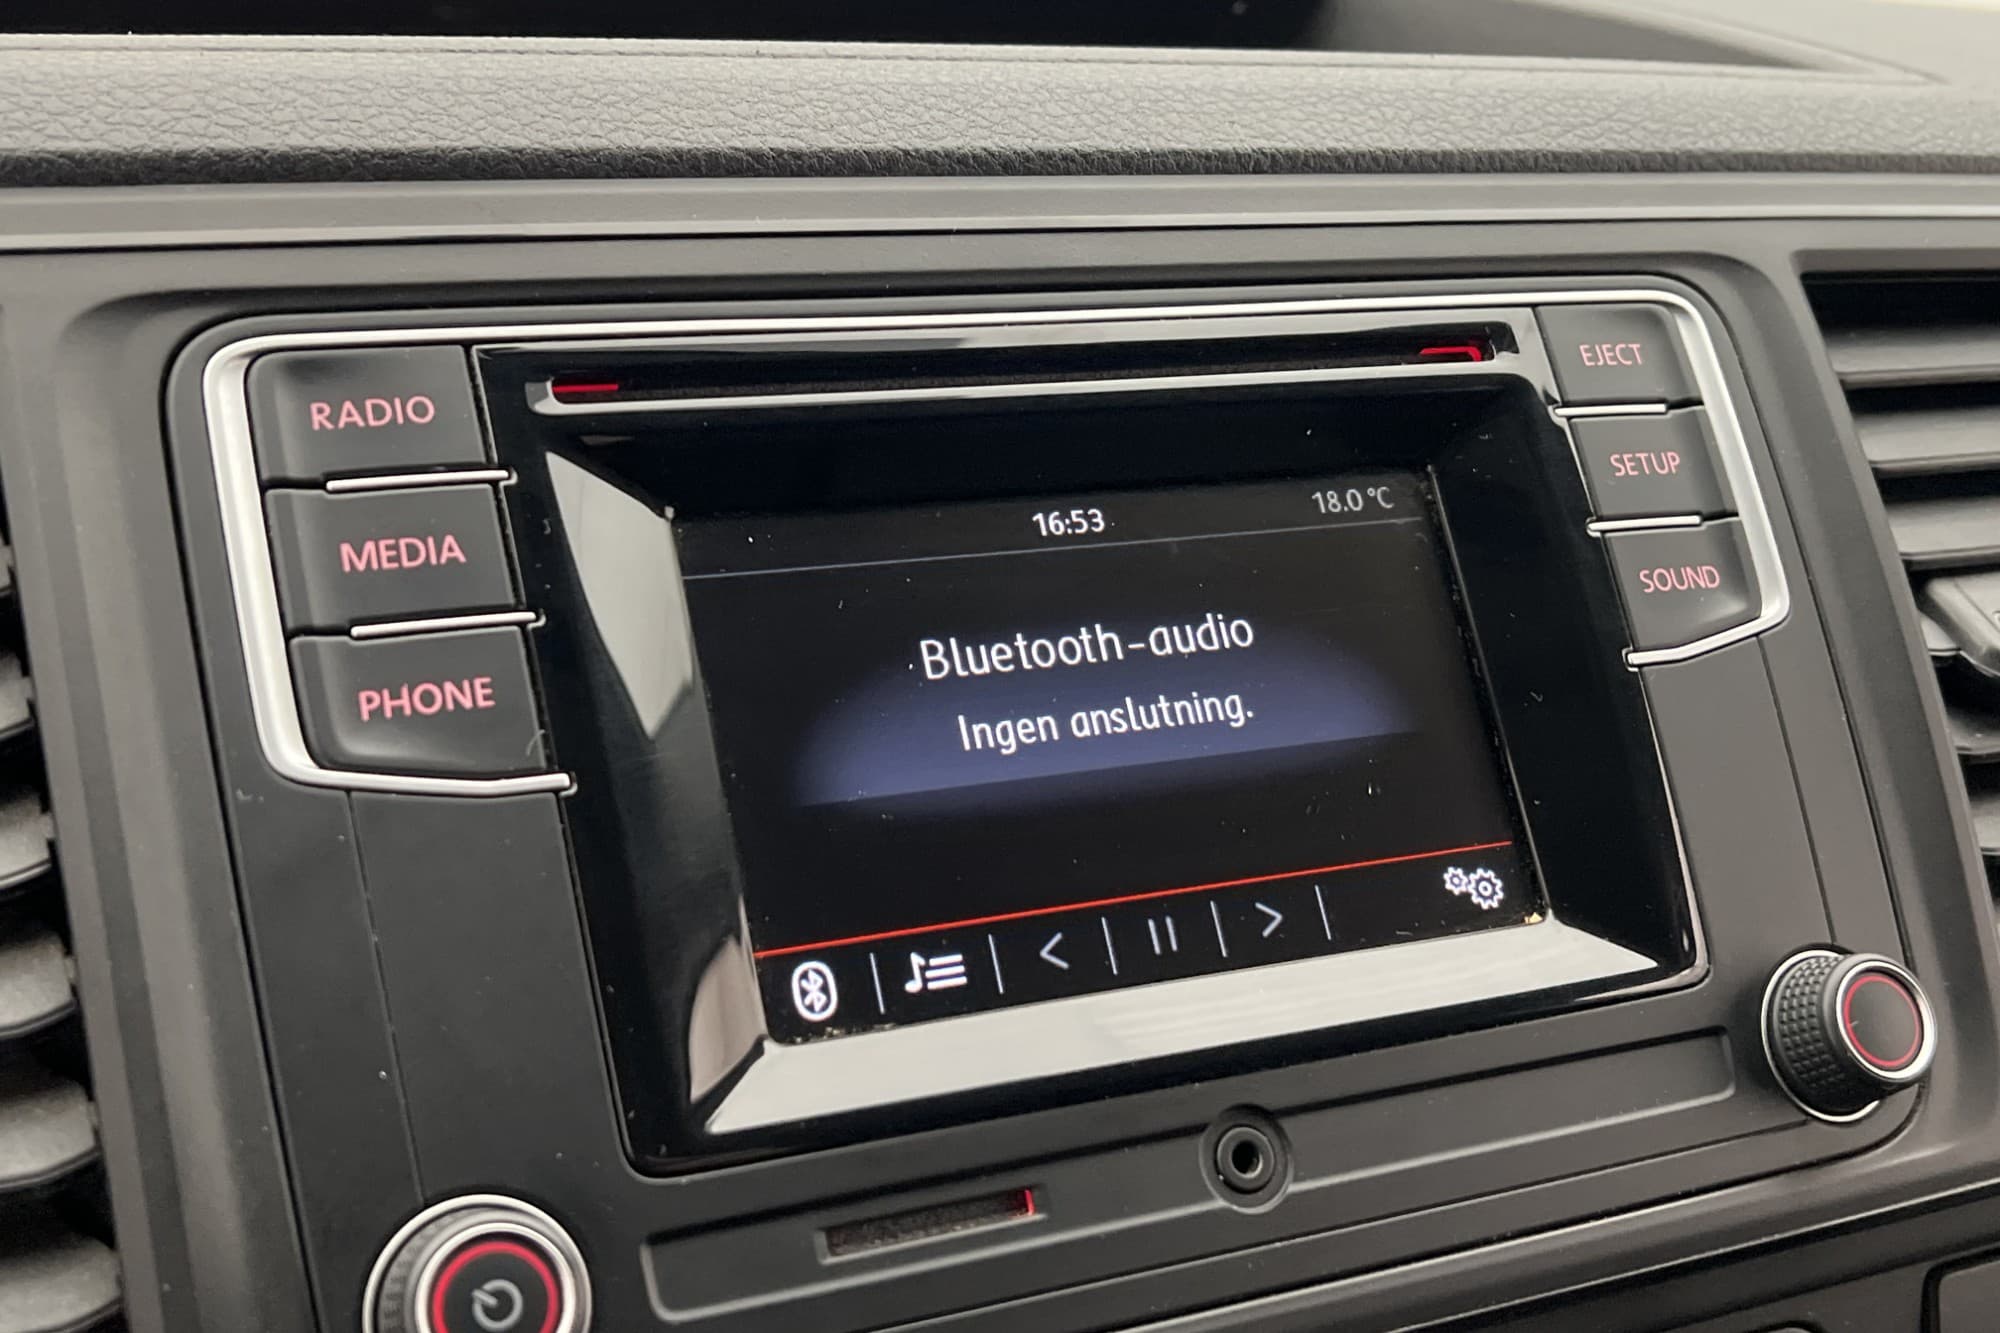 RADIO
MEDIA
PHONE
EJECT
SETUP
SOUND
16:53
18.0 °C
Bluetooth-audio
Ingen anslutning.